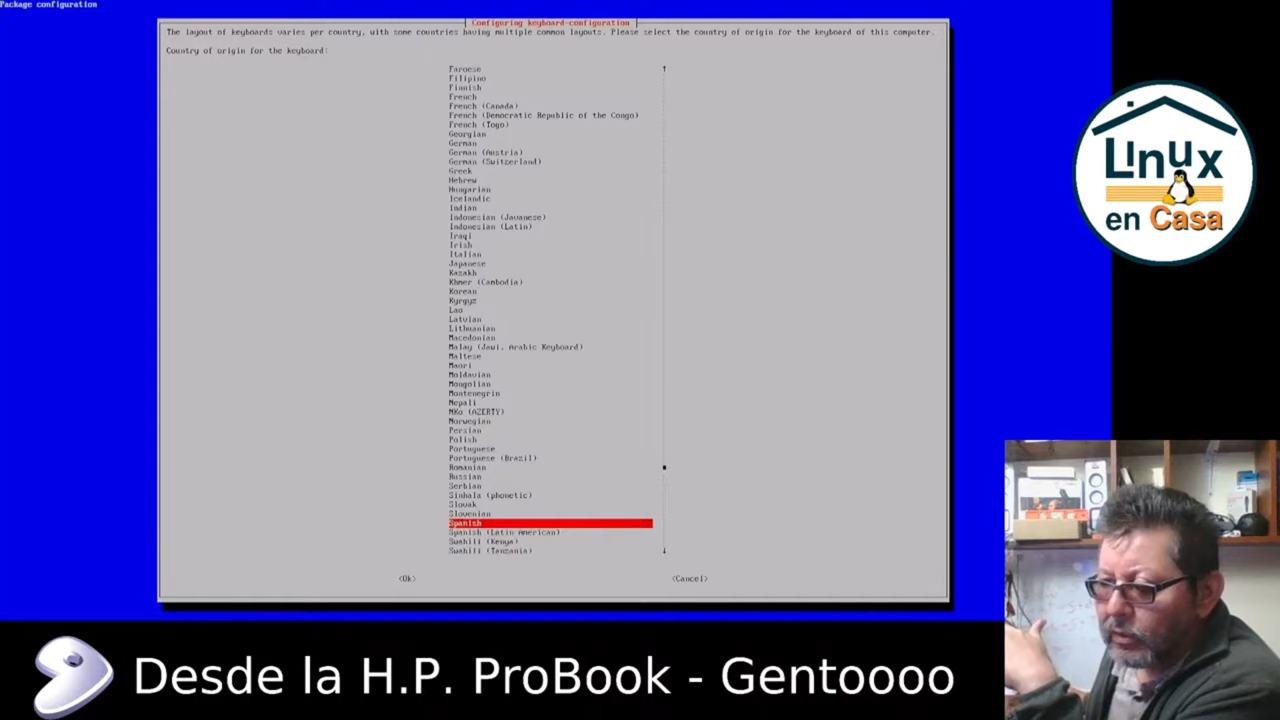 Package configuration
Configuring keyboard-configuration
The layout of keyboards varies per country, with some countries having multiple common layouts. Please select the country of origin for the keyboard of this computer.
Country of origin for the keyboard:
Faroese
Filipino
Finnish
French
French (Canada)
French (Democratic Republic of the Congo)
French (Togo)
Georgian
German
German (Austria)
German (Switzerland)
Greek
Hebrew
Hungarian
Icelandic
Indian
Indonesian (Javanese)
Indonesian (Latin)
Iraqi
Irish
Italian
Japanese
Kazakh
Khmer (Cambodia)
Korean
Kyrgyz
Lao
Latvian
Lithuanian
Macedonian
Malay (Jawi, Arabic Keyboard)
Maltese
Maori
Moldavian
Mongolian
Montenegrin
Nepali
NKo (AZERTY)
Norwegian
Persian
Polish
Portuguese
Portuguese (Brazil)
Romanian
Russian
Serbian
Sinhala (phonetic)
Slovak
Slovenian
Spanish
Spanish (Latin American)
Swahili (Kenya)
Swahili (Tanzania)
<Ok> <Cancel>
Linux
en Casa
Desde la H.P. ProBook - Gentoooo